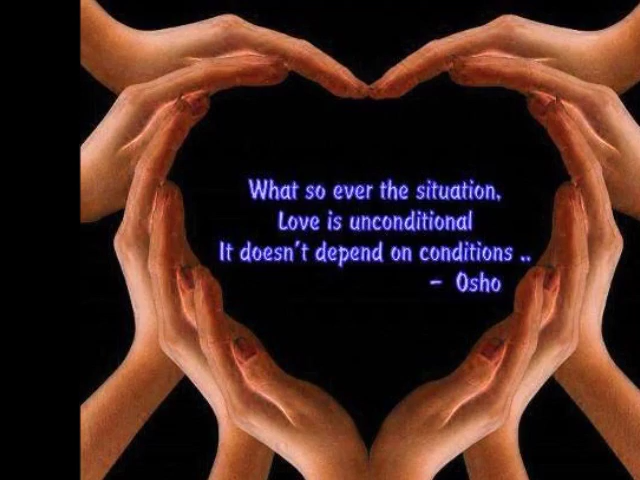 What so ever the situation,
Love is unconditional
It doesn't depend on conditions ..
- Osho